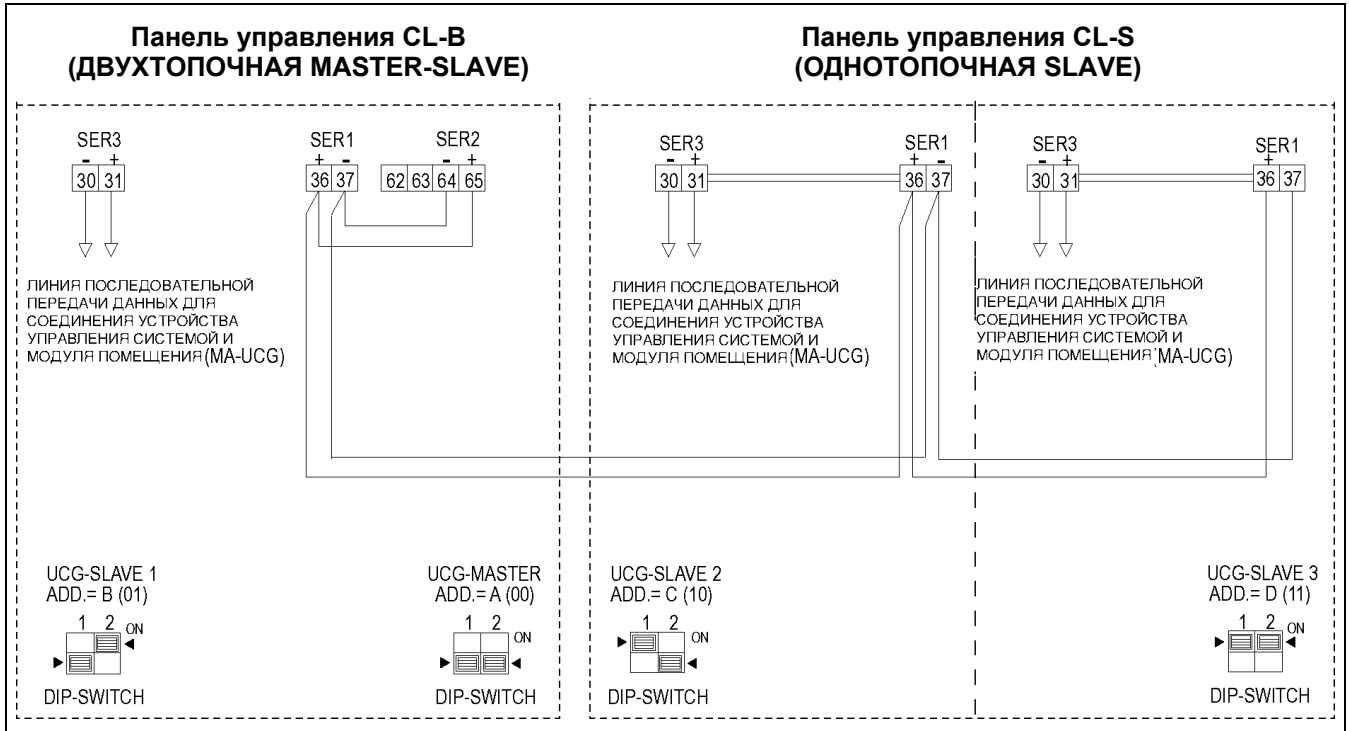 Панель управления CL-B
(ДВУХТОПОЧНАЯ MASTER-SLAVE)
Панель управления CL-S
(ОДНОТОПОЧНАЯ SLAVE)
SER3
- +
30 31
SER1
+ -
36 37
SER2
- +
62 63 64 65
ЛИНИЯ ПОСЛЕДОВАТЕЛЬНОЙ
ПЕРЕДАЧИ ДАННЫХ ДЛЯ
СОЕДИНЕНИЯ УСТРОЙСТВА
УПРАВЛЕНИЯ СИСТЕМОЙ И
МОДУЛЯ ПОМЕЩЕНИЯ (MA-UCG)
SER3
- +
30 31
SER1
+ -
36 37
ЛИНИЯ ПОСЛЕДОВАТЕЛЬНОЙ
ПЕРЕДАЧИ ДАННЫХ ДЛЯ
СОЕДИНЕНИЯ УСТРОЙСТВА
УПРАВЛЕНИЯ СИСТЕМОЙ И
МОДУЛЯ ПОМЕЩЕНИЯ (MA-UCG)
SER3
- +
30 31
SER1
+
36 37
ЛИНИЯ ПОСЛЕДОВАТЕЛЬНОЙ
ПЕРЕДАЧИ ДАННЫХ ДЛЯ
СОЕДИНЕНИЯ УСТРОЙСТВА
УПРАВЛЕНИЯ СИСТЕМОЙ И
МОДУЛЯ ПОМЕЩЕНИЯ (MA-UCG)
UCG-SLAVE 1
ADD.= B (01)
1 2 ON
DIP-SWITCH
UCG-MASTER
ADD.= A (00)
1 2
ON
DIP-SWITCH
UCG-SLAVE 2
ADD.= C (10)
1 2
ON
DIP-SWITCH
UCG-SLAVE 3
ADD.= D (11)
1 2 ON
DIP-SWITCH